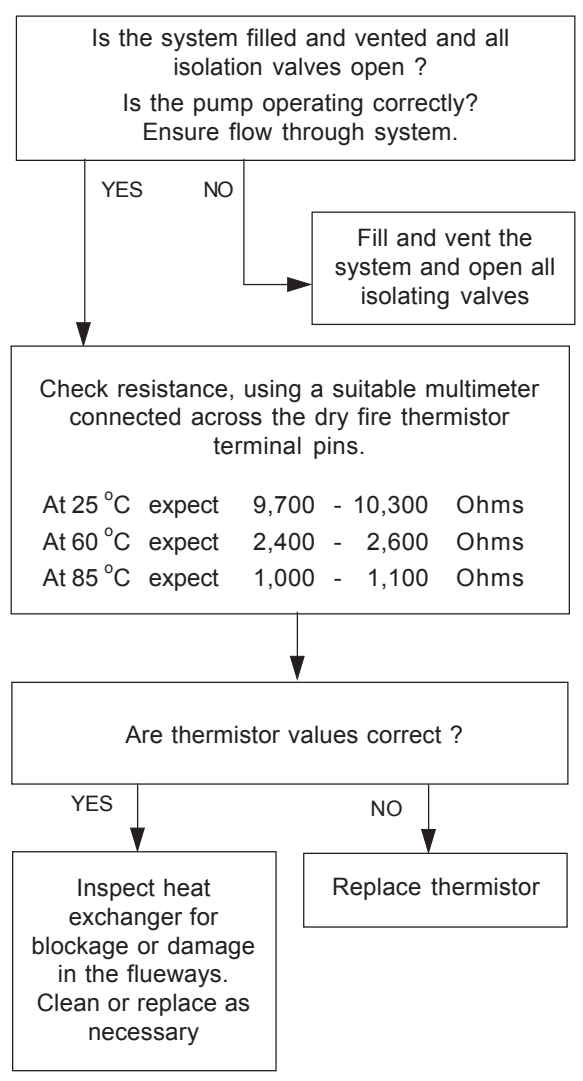 Is the system filled and vented and all
isolation valves open ?
Is the pump operating correctly?
Ensure flow through system.
YES
NO
Fill and vent the
system and open all
isolating valves
Check resistance, using a suitable multimeter
connected across the dry fire thermistor
terminal pins.
At 25 °C expect 9,700 - 10,300 Ohms
At 60 °C expect 2,400 - 2,600 Ohms
At 85 °C expect 1,000 - 1,100 Ohms
Are thermistor values correct ?
YES
NO
Inspect heat
exchanger for
blockage or damage
in the flueways.
Clean or replace as
necessary
Replace thermistor